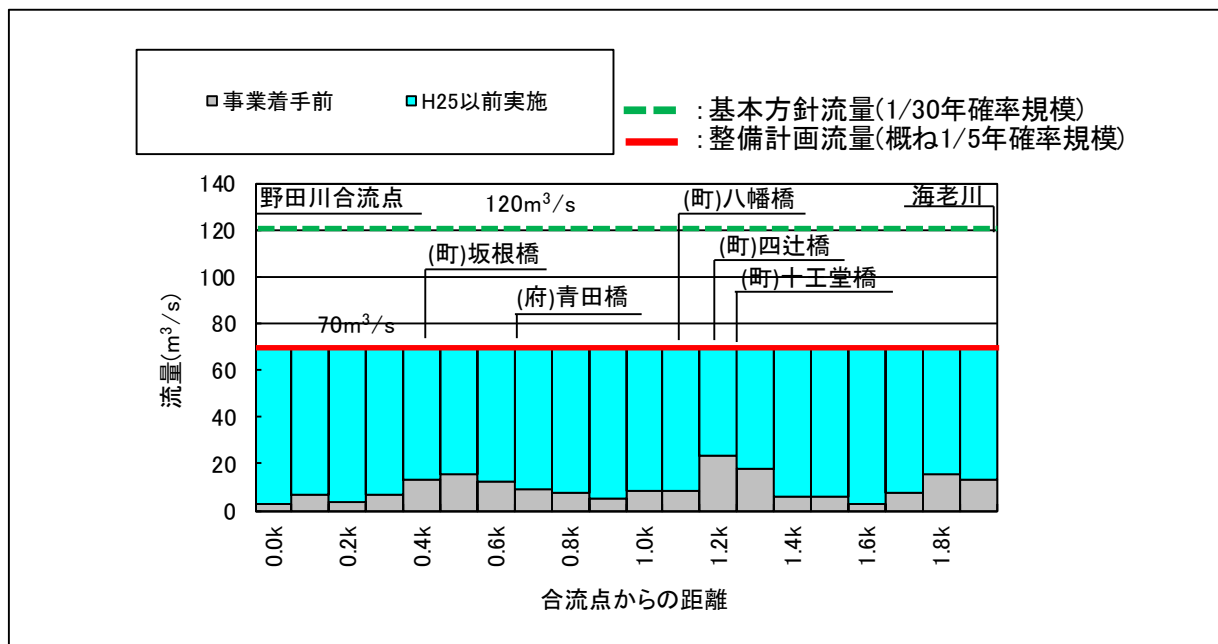 事業着手前
H25以前実施
：基本方針流量(1/30年確率規模)
：整備計画流量(概ね1/5年確率規模)
野田川合流点
120m³/s
(町)八幡橋
海老川
(町)坂根橋
(町)四辻橋
(府)青田橋
(町)十工堂橋
70m³/s
流量(m³/s)
140
120
100
80
60
40
20
0
0.0k
0.2k
0.4k
0.6k
0.8k
1.0k
1.2k
1.4k
1.6k
1.8k
合流点からの距離